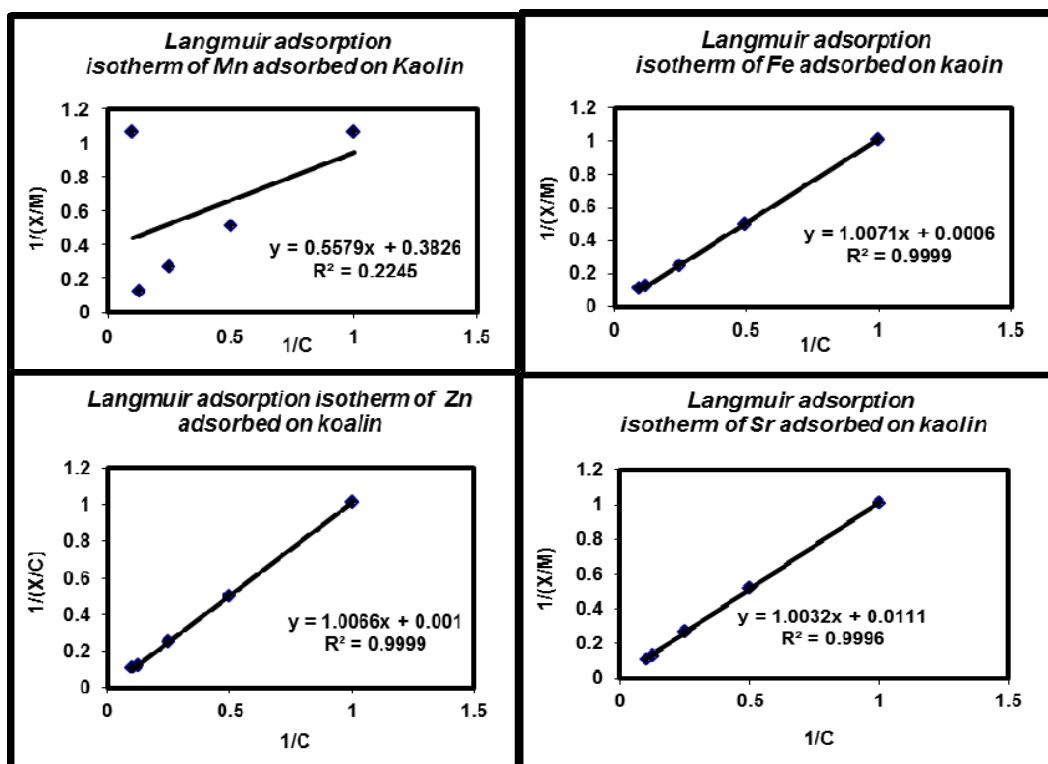 Langmuir adsorption
isotherm of Mn adsorbed on Kaolin
1.2
1
0.8
0.6
0.4
0.2
0
1/(X/M)
y = 0.5579x + 0.3826
R² = 0.2245
0 0.5 1 1.5
1/C
Langmuir adsorption
isotherm of Fe adsorbed on kaoin
1.2
1
0.8
0.6
0.4
0.2
0
1/(X/M)
y = 1.0071x + 0.0006
R² = 0.9999
0 0.5 1 1.5
1/C
Langmuir adsorption isotherm of Zn
adsorbed on koalin
1.2
1
0.8
0.6
0.4
0.2
0
1/(X/C)
y = 1.0066x + 0.001
R² = 0.9999
0 0.5 1 1.5
1/C
Langmuir adsorption
isotherm of Sr adsorbed on kaolin
1.2
1
0.8
0.6
0.4
0.2
0
1/(X/M)
y = 1.0032x + 0.0111
R² = 0.9996
0 0.5 1 1.5
1/C